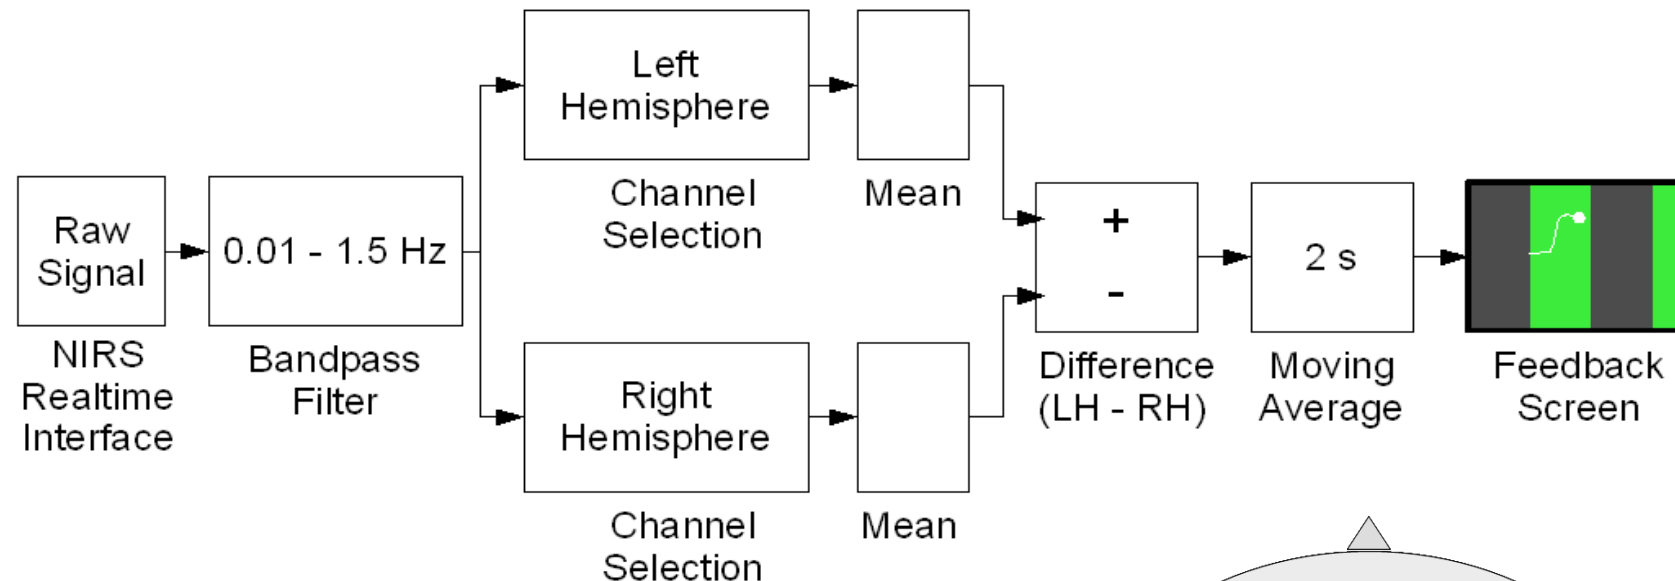 Raw
Signal
NIRS
Realtime
Interface
0.01 - 1.5 Hz
Bandpass
Filter
Left
Hemisphere
Channel
Selection
Mean
Right
Hemisphere
Channel
Selection
Mean
+
-
Difference
(LH - RH)
2 s
Moving
Average
Feedback
Screen